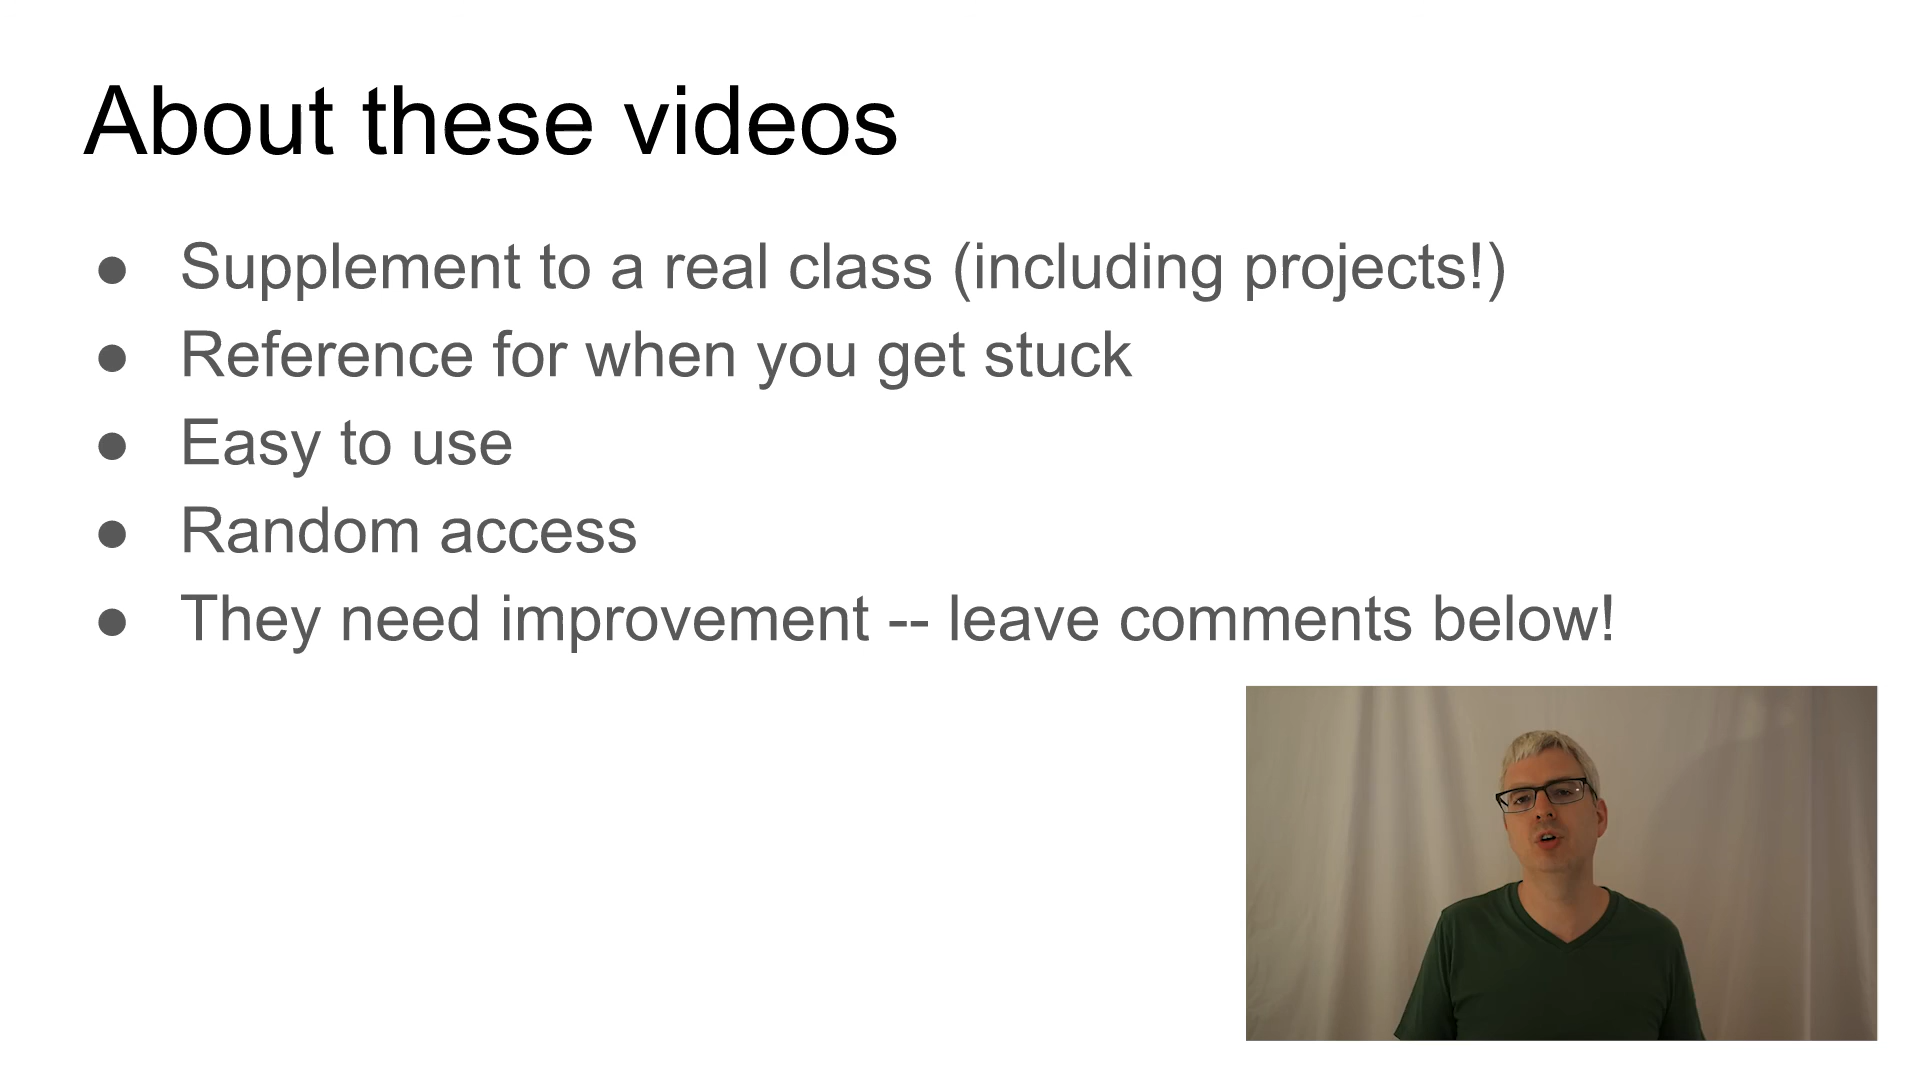 About these videos
● Supplement to a real class (including projects!)
● Reference for when you get stuck
● Easy to use
● Random access
● They need improvement -- leave comments below!